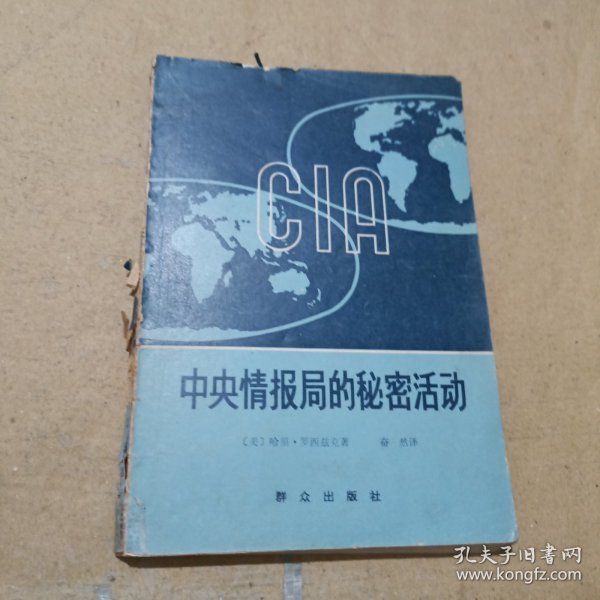 CIA
中央情报局的秘密活动
〔美〕哈里·罗西兹克著 奋 然译
群众出版社
孔夫子旧书网
www.kongfz.com